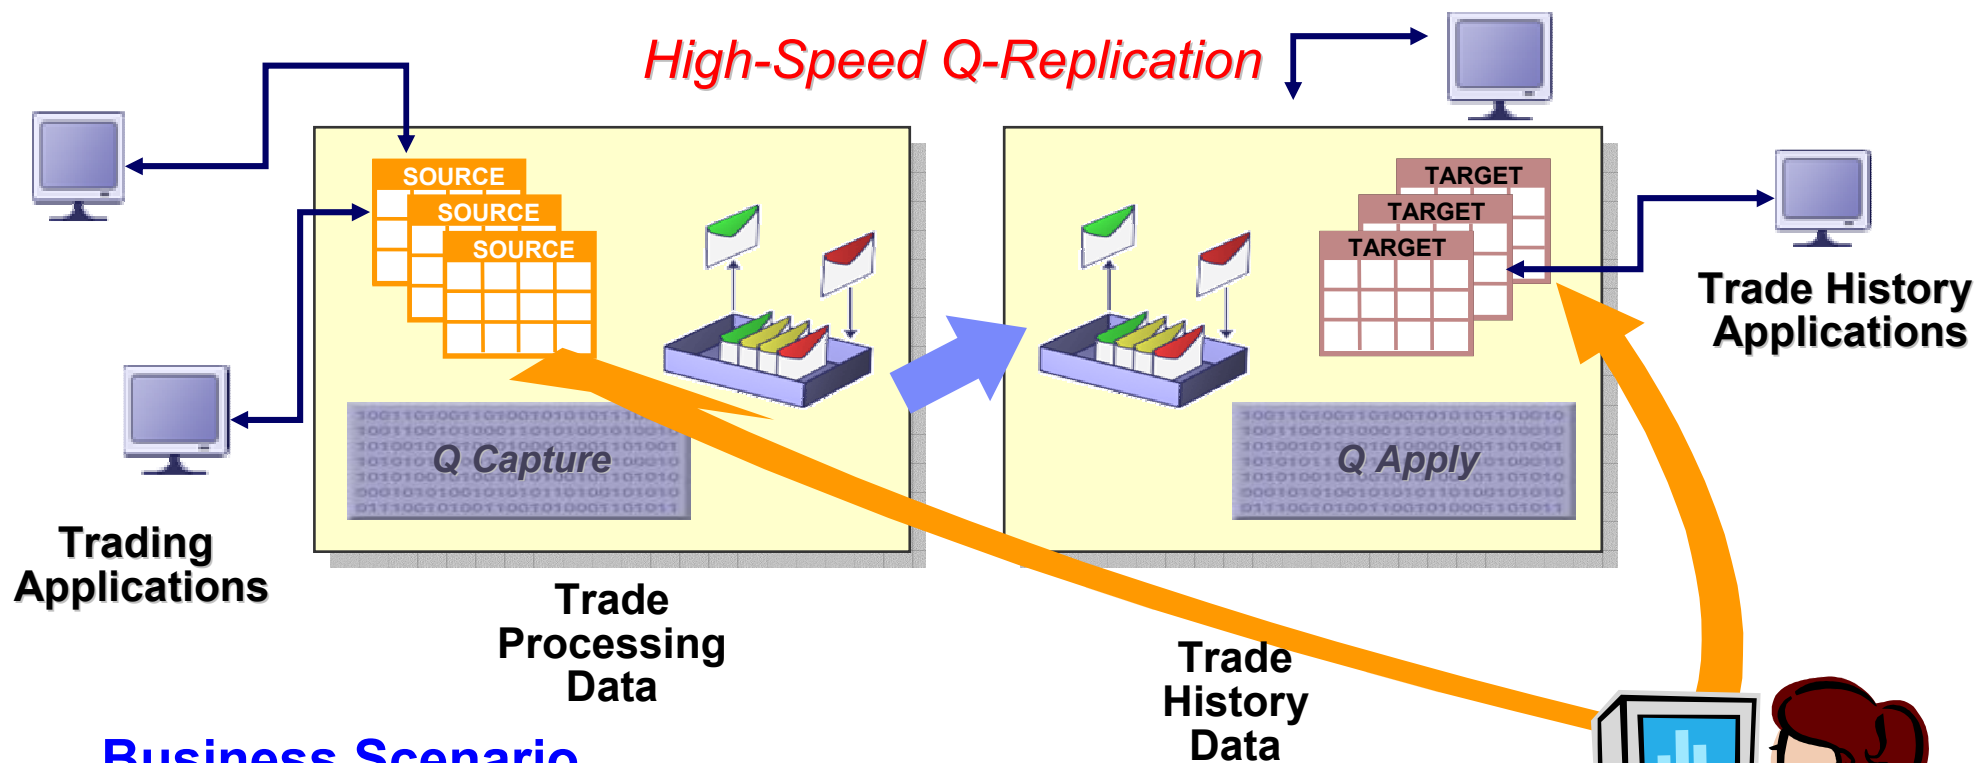 High-Speed Q-Replication
SOURCE
SOURCE
SOURCE
TARGET
TARGET
TARGET
Q Capture
Q Apply
Trade History
Applications
Trading
Applications
Trade
Processing
Data
Trade
History
Data
Business Scenario